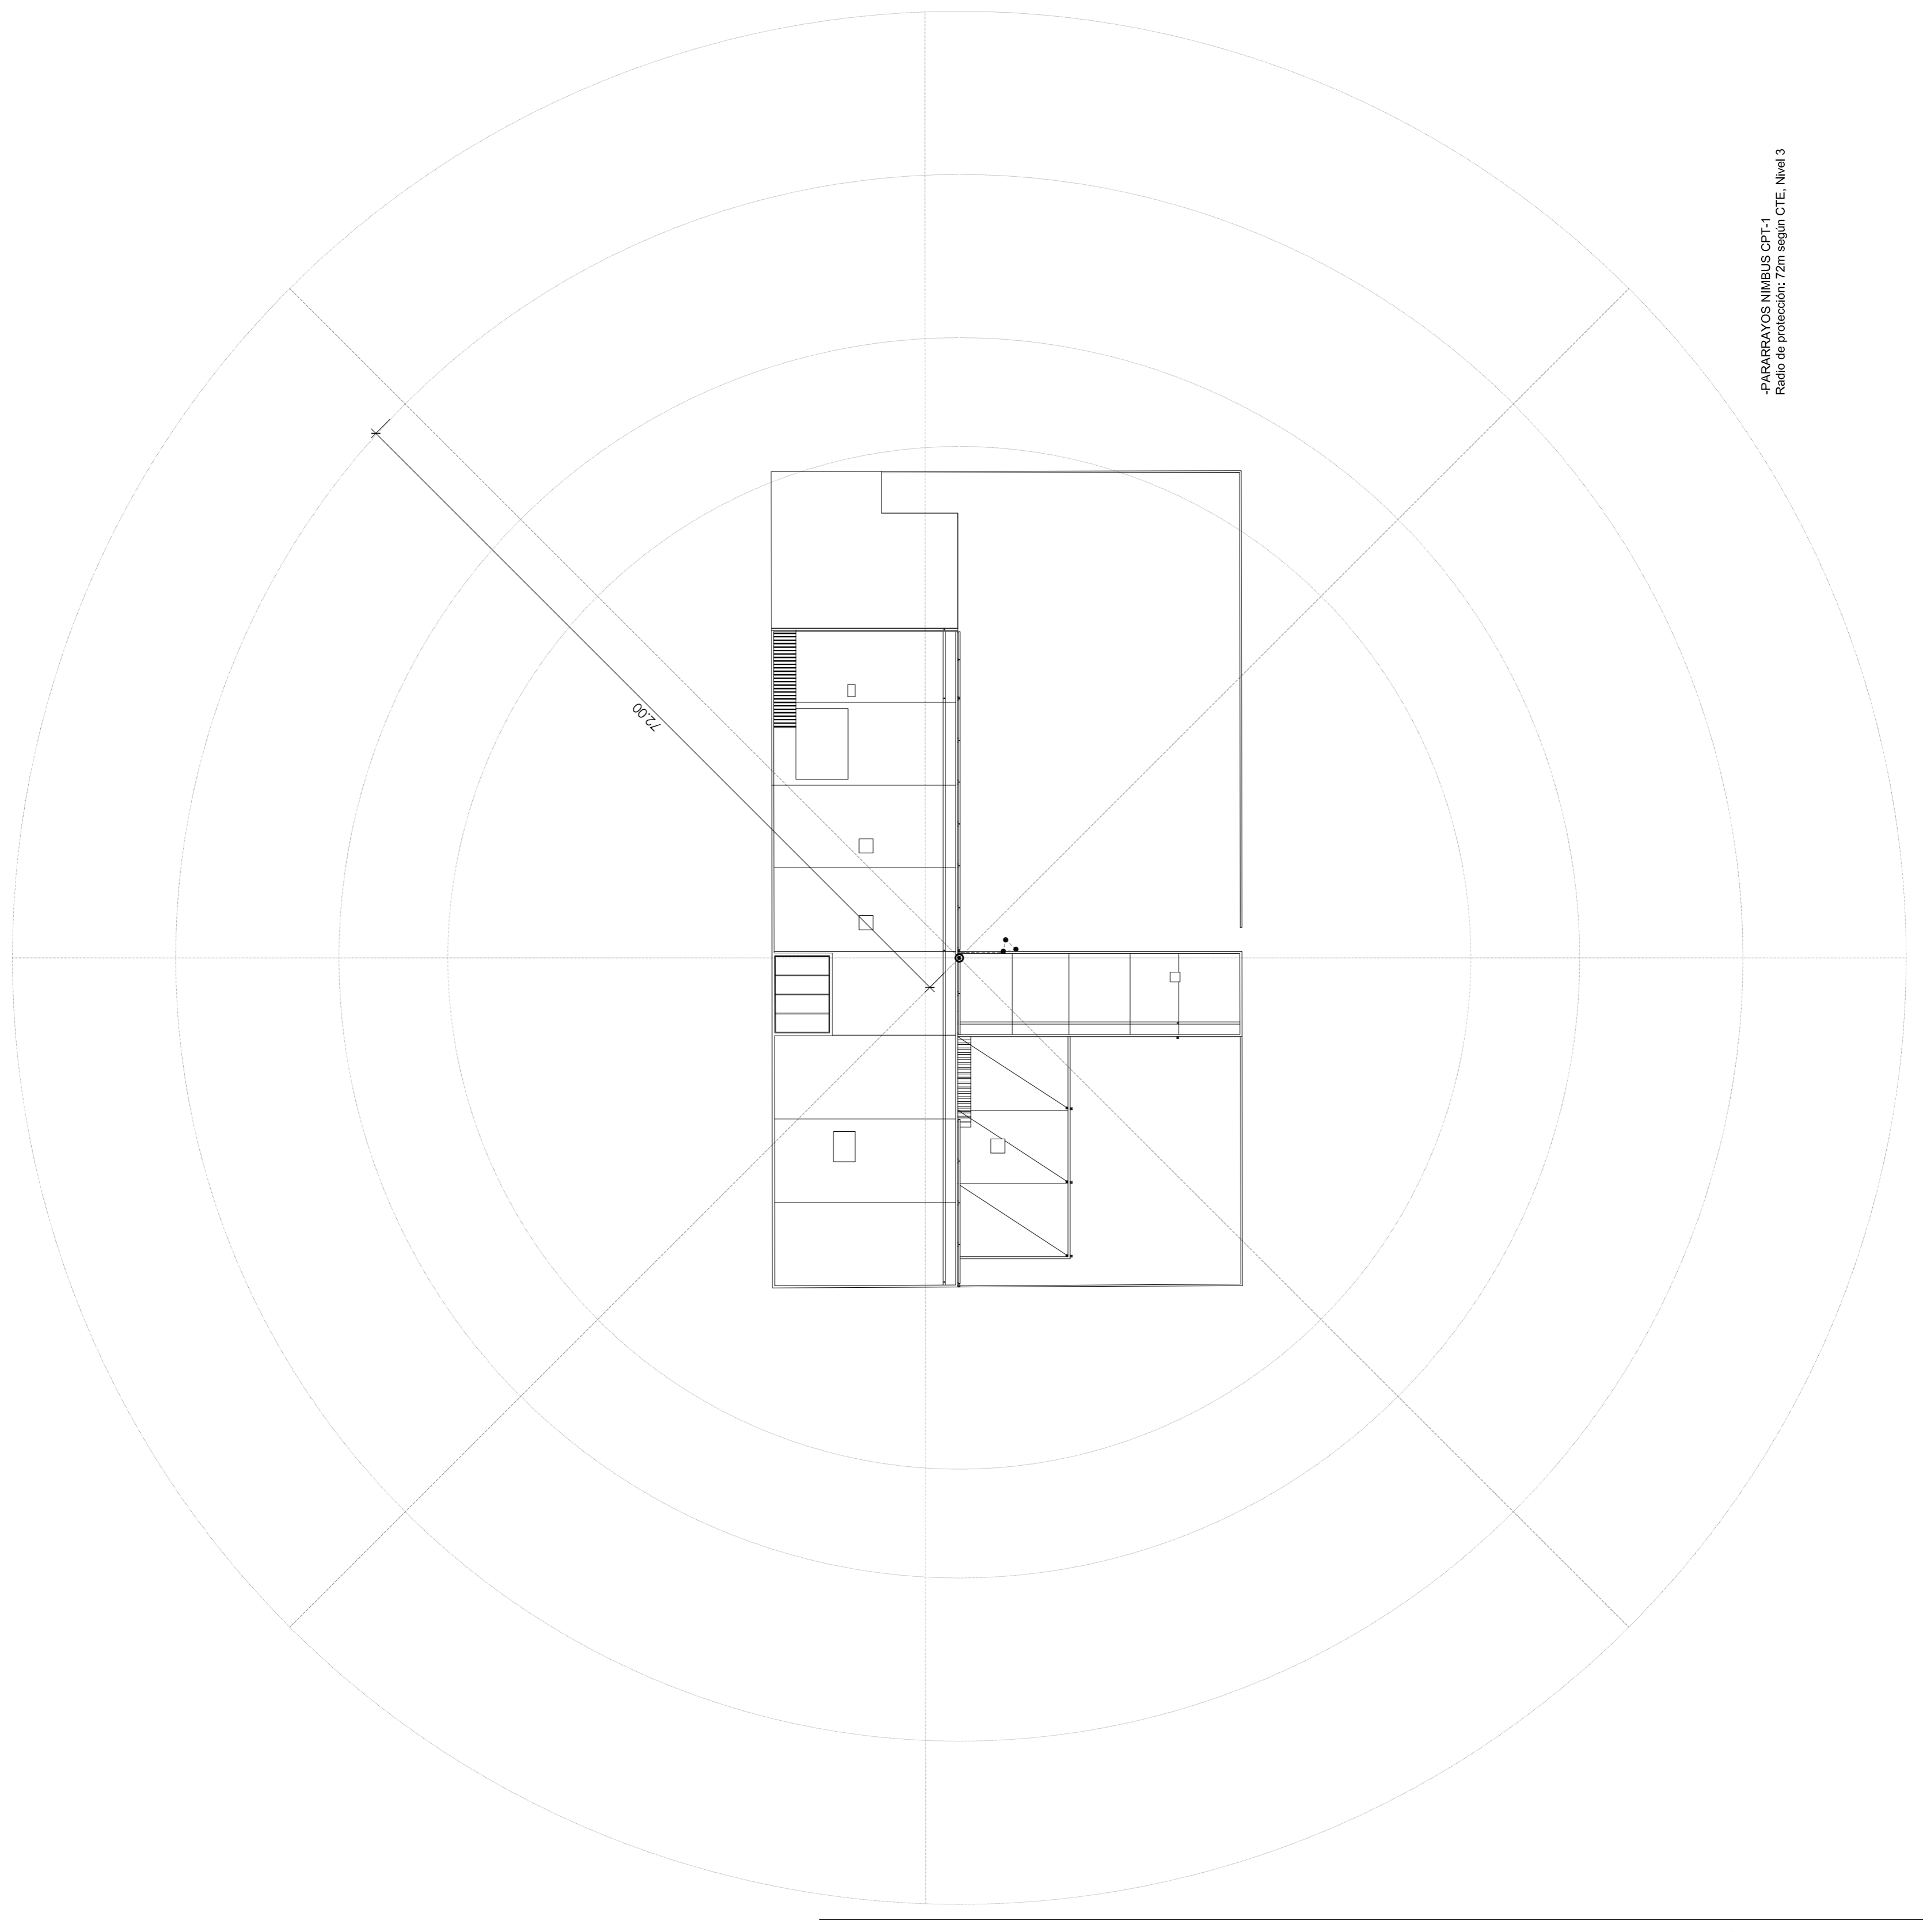 -PARARRAYOS NIMBUS CPT-1
Radio de protección: 72m según CTE, Nivel 3
72.00